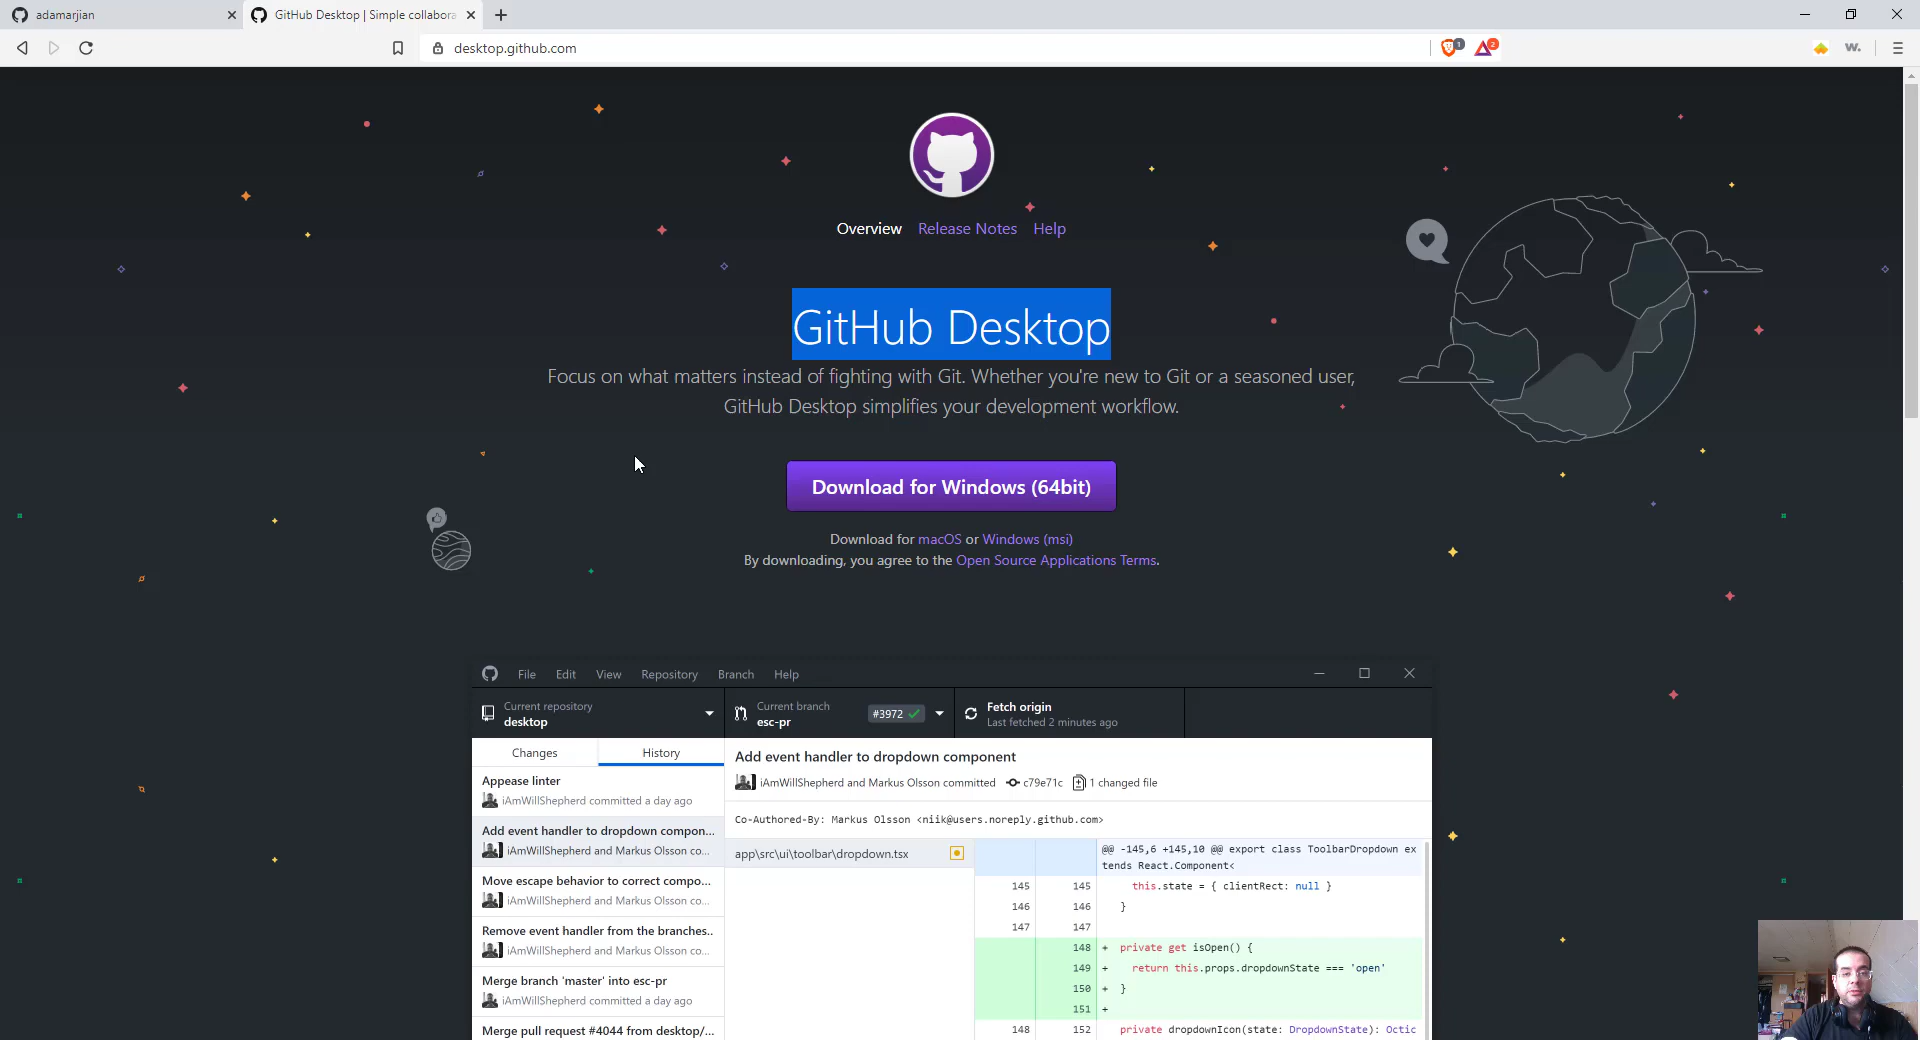 adamarjian
GitHub Desktop | Simple collabora
desktop.github.com
1
2
W.
Overview Release Notes Help
GitHub Desktop
Focus on what matters instead of fighting with Git. Whether you're new to Git or a seasoned user,
GitHub Desktop simplifies your development workflow.
Download for Windows (64bit)
Download for macOS or Windows (msi)
By downloading, you agree to the Open Source Applications Terms.
File Edit View Repository Branch Help
Current repository
desktop
Current branch
esc-pr
#3972
Fetch origin
Last fetched 2 minutes ago
Changes
History
Appease linter
iAmWillShepherd committed a day ago
Add event handler to dropdown compon...
iAmWillShepherd and Markus Olsson co...
Move escape behavior to correct compo...
iAmWillShepherd and Markus Olsson co...
Remove event handler from the branches..
iAmWillShepherd and Markus Olsson co...
Merge branch 'master' into esc-pr
iAmWillShepherd committed a day ago
Merge pull request #4044 from desktop/...
Add event handler to dropdown component
iAmWillShepherd and Markus Olsson committed c79e71c 1 changed file
Co-Authored-By: Markus Olsson <niik@users.noreply.github.com>
app\src\ui\toolbar\dropdown.tsx
@@ -145,6 +145,10 @@ export class ToolbarDropdown ex
tends React.Component<
145 145 this.state = { clientRect: null }
146 146 }
147 147
148 + private get isOpen() {
149 + return this.props.dropdownState === 'open'
150 + }
151 +
148 152 private dropdownIcon(state: DropdownState): Octic